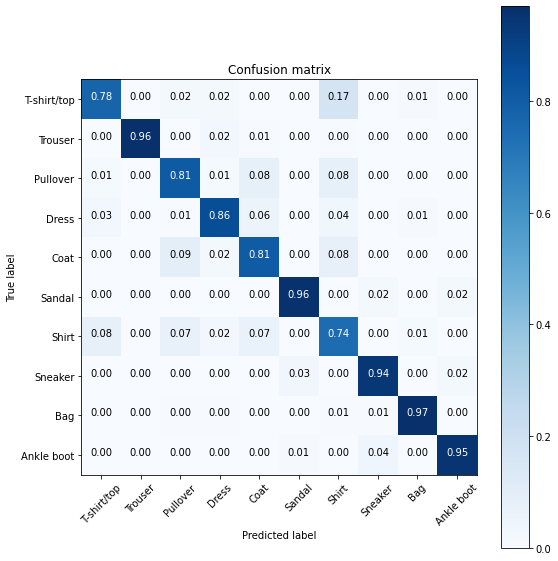 Confusion matrix
T-shirt/top 0.78 0.00 0.02 0.02 0.00 0.00 0.17 0.00 0.01 0.00
Trouser 0.00 0.96 0.00 0.02 0.01 0.00 0.00 0.00 0.00 0.00
Pullover 0.01 0.00 0.81 0.01 0.08 0.00 0.08 0.00 0.00 0.00
Dress 0.03 0.00 0.01 0.86 0.06 0.00 0.04 0.00 0.01 0.00
Coat 0.00 0.00 0.09 0.02 0.81 0.00 0.08 0.00 0.00 0.00
Sandal 0.00 0.00 0.00 0.00 0.00 0.96 0.00 0.02 0.00 0.02
Shirt 0.08 0.00 0.07 0.02 0.07 0.00 0.74 0.00 0.01 0.00
Sneaker 0.00 0.00 0.00 0.00 0.00 0.03 0.00 0.94 0.00 0.02
Bag 0.00 0.00 0.00 0.00 0.00 0.00 0.01 0.01 0.97 0.00
Ankle boot 0.00 0.00 0.00 0.00 0.00 0.01 0.00 0.04 0.00 0.95
T-shirt/top Trouser Pullover Dress Coat Sandal Shirt Sneaker Bag Ankle boot
Predicted label
True label
0.8
0.6
0.4
0.2
0.0